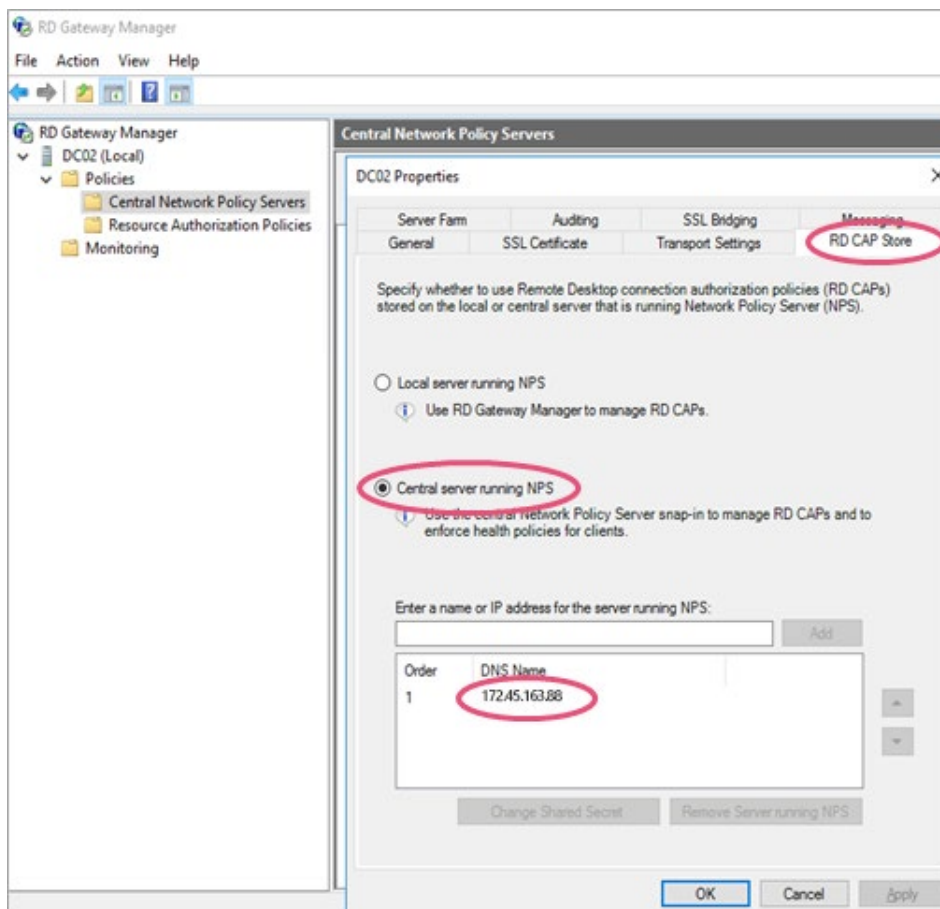 RD Gateway Manager
File Action View Help
RD Gateway Manager
DC02 (Local)
Policies
Central Network Policy Servers
Resource Authorization Policies
Monitoring
Central Network Policy Servers
DC02 Properties
Server Farm Auditing SSL Bridging Messaging
General SSL Certificate Transport Settings RD CAP Store
Specify whether to use Remote Desktop connection authorization policies (RD CAPs)
stored on the local or central server that is running Network Policy Server (NPS).
Local server running NPS
Use RD Gateway Manager to manage RD CAPs.
Central server running NPS
Use the central Network Policy Server snap-in to manage RD CAPs and to
enforce health policies for clients.
Enter a name or IP address for the server running NPS:
Add
Order DNS Name
1 172.45.163.88
Change Shared Secret Remove Server running NPS
OK Cancel Apply